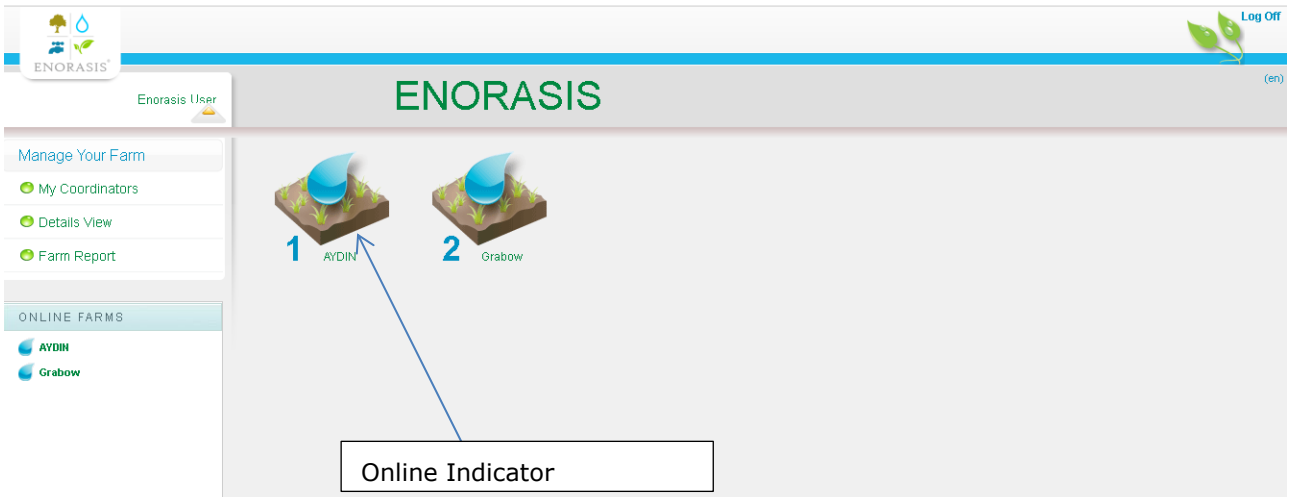 Log Off
ENORASIS
(en)
Enorasis User
ENORASIS
Manage Your Farm
My Coordinators
Details View
Farm Report
1 AYDIN
2 Grabow
ONLINE FARMS
AYDIN
Grabow
Online Indicator